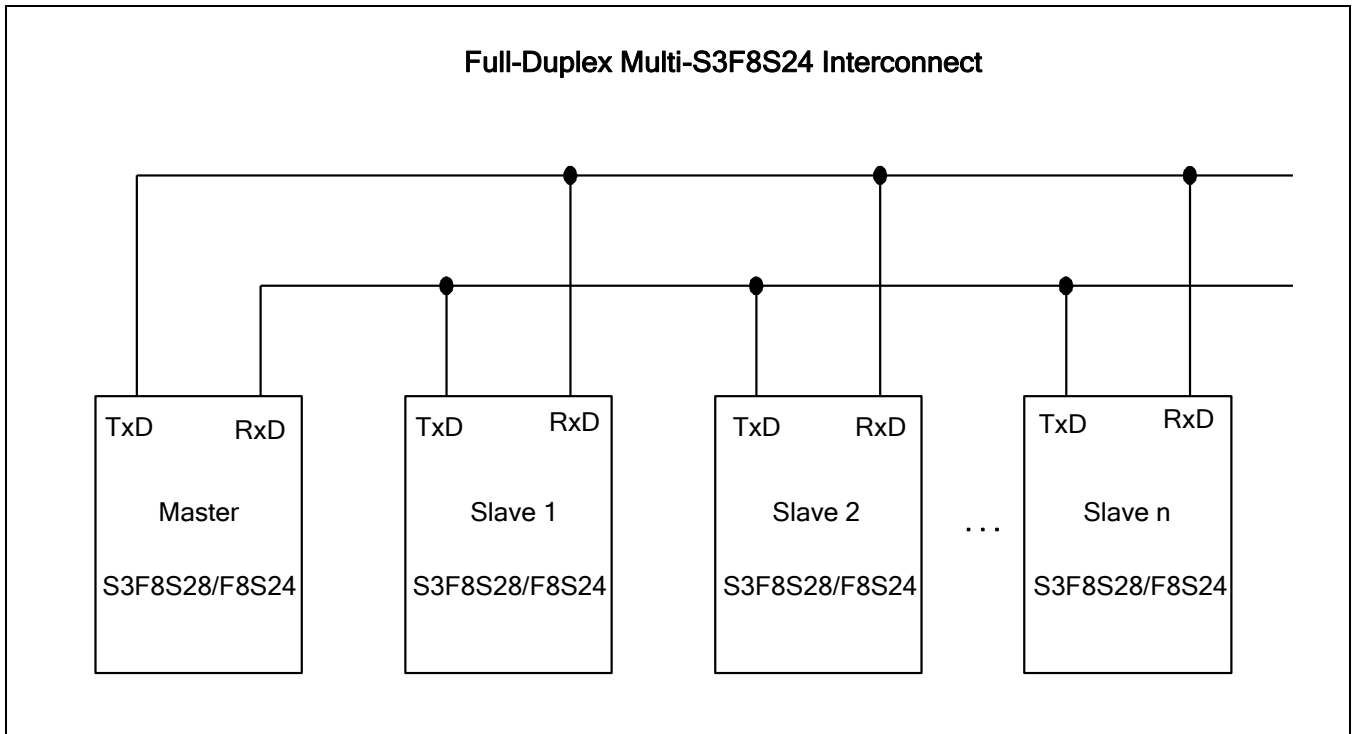 Full-Duplex Multi-S3F8S24 Interconnect
TxD RxD
Master
S3F8S28/F8S24
TxD RxD
Slave 1
S3F8S28/F8S24
TxD RxD
Slave 2
S3F8S28/F8S24
. . .
TxD RxD
Slave n
S3F8S28/F8S24